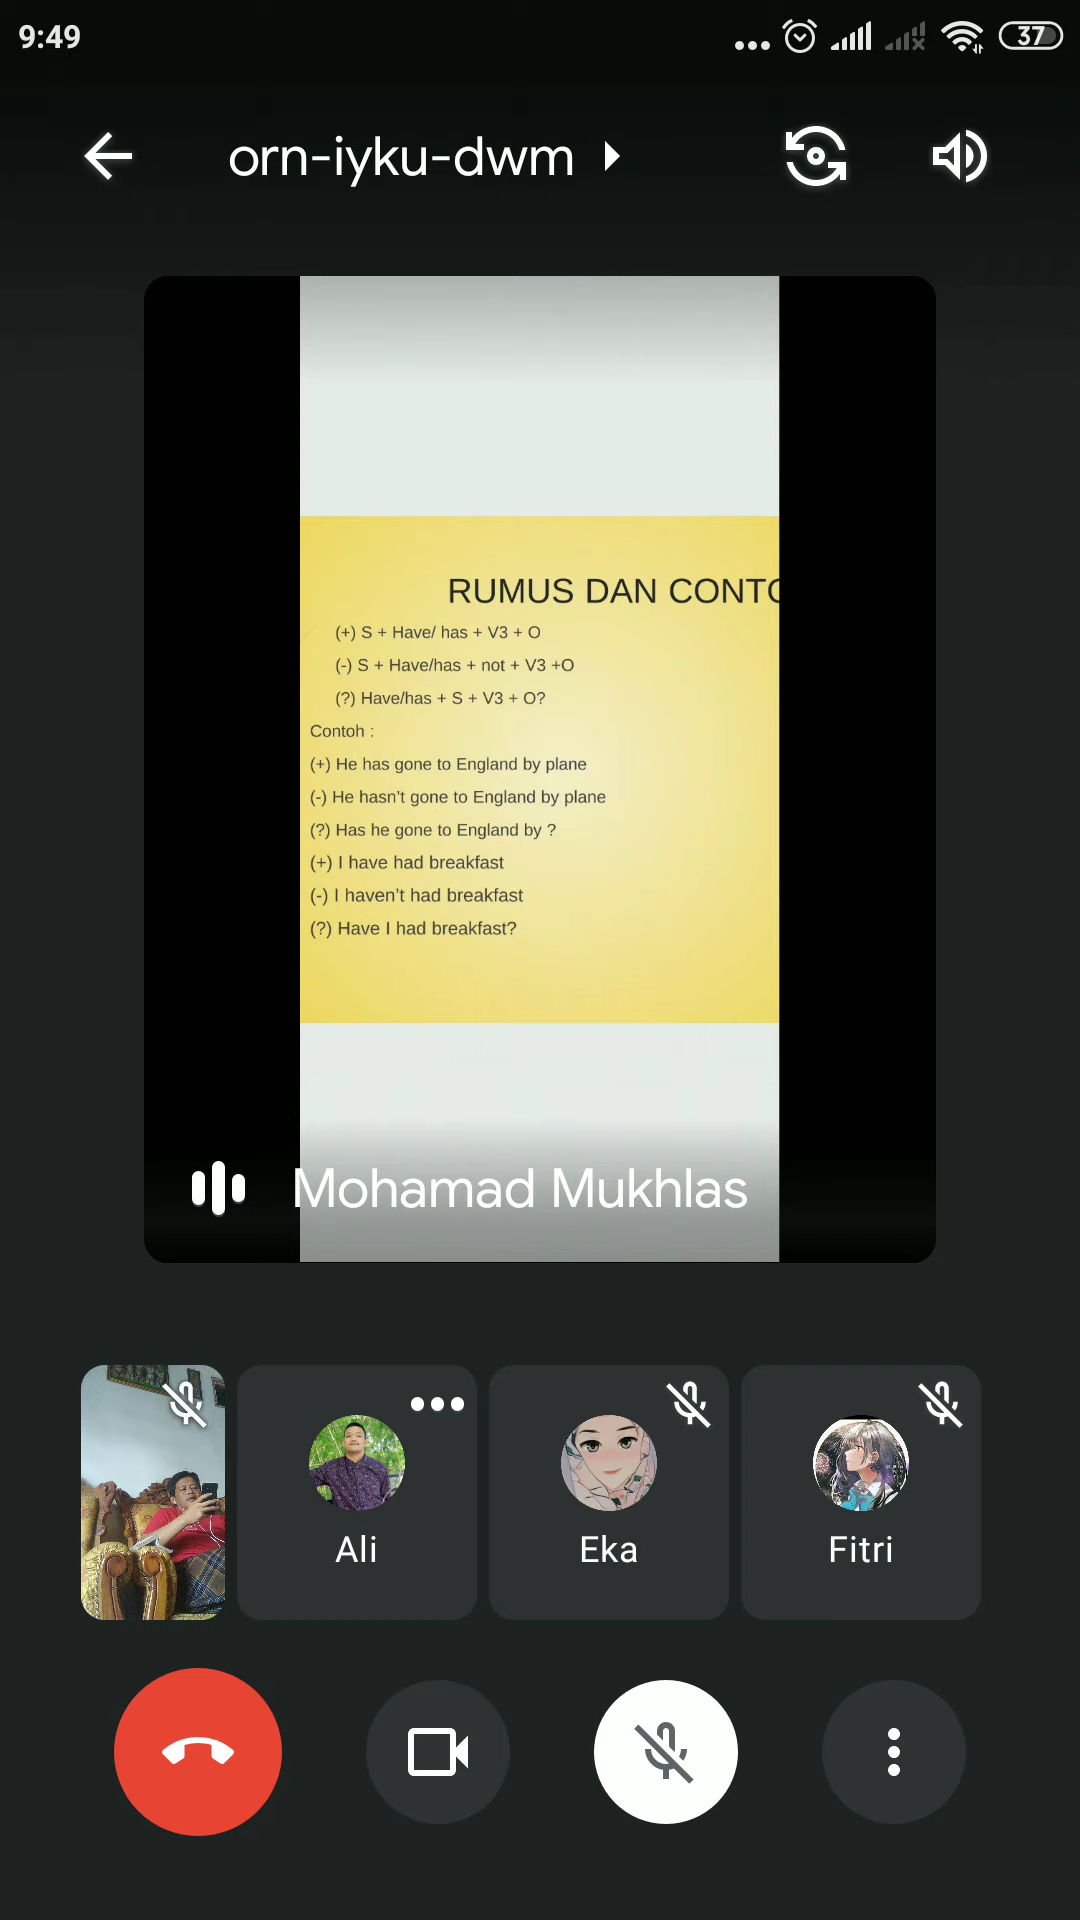 9:49
37
orn-iyku-dwm
RUMUS DAN CONTO
(+) S + Have/ has + V3 + O
(-) S + Have/has + not + V3 +O
(?) Have/has + S + V3 + O?
Contoh :
(+) He has gone to England by plane
(-) He hasn't gone to England by plane
(?) Has he gone to England by ?
(+) I have had breakfast
(-) I haven't had breakfast
(?) Have I had breakfast?
Mohamad Mukhlas
Ali
Eka
Fitri